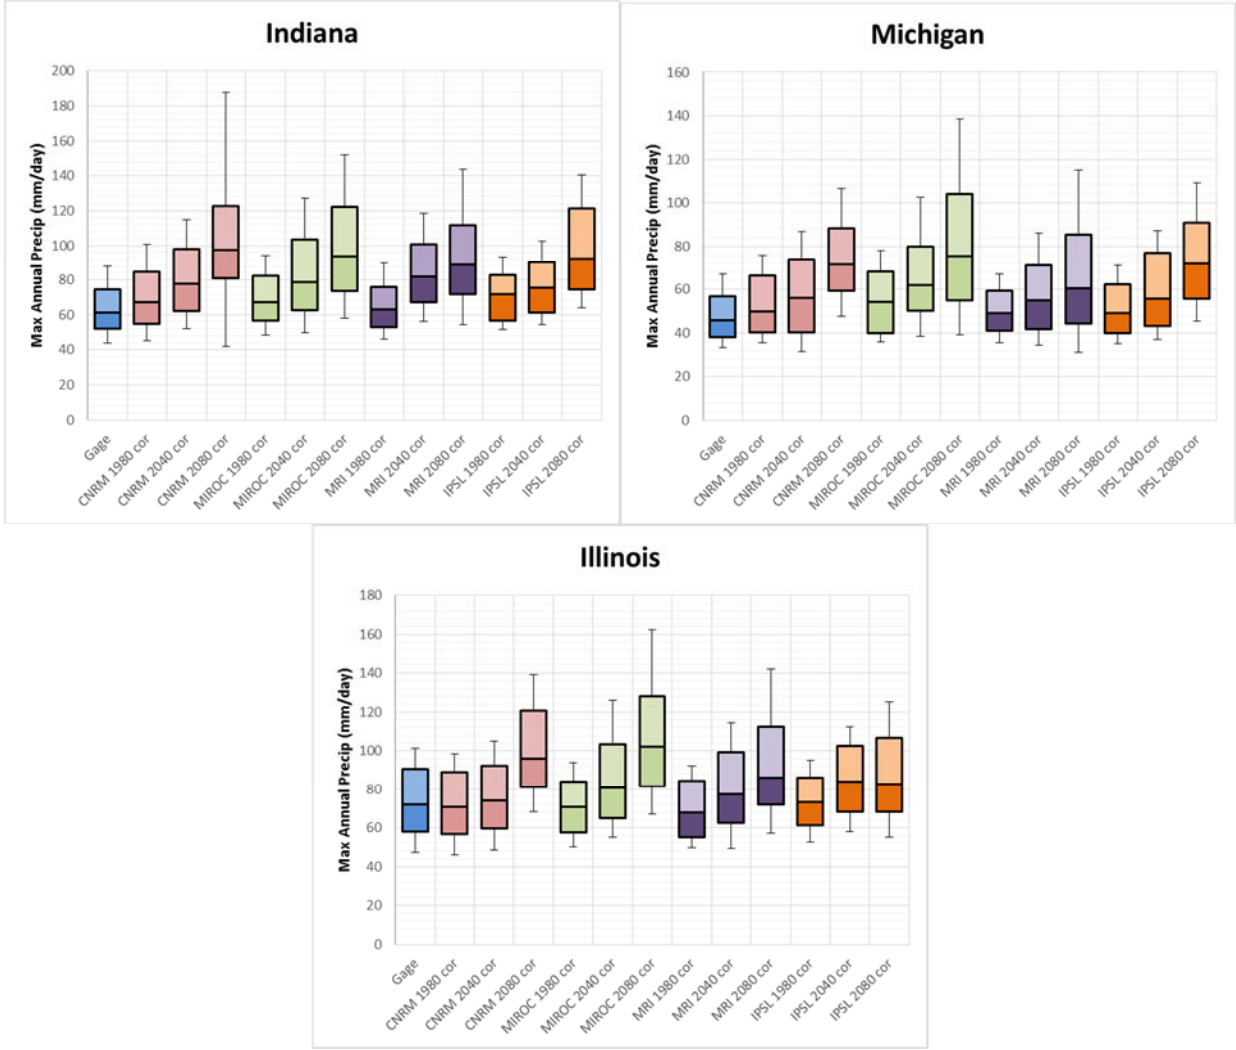 Indiana
Max Annual Precip (mm/day)
200
180
160
140
120
100
80
60
40
20
0
Gage
CNRM 1980 cor
CNRM 2040 cor
CNRM 2080 cor
MIROC 1980 cor
MIROC 2040 cor
MIROC 2080 cor
MRI 1980 cor
MRI 2040 cor
MRI 2080 cor
IPSL 1980 cor
IPSL 2040 cor
IPSL 2080 cor
Michigan
Max Annual Precip (mm/day)
160
140
120
100
80
60
40
20
0
Gage
CNRM 1980 cor
CNRM 2040 cor
CNRM 2080 cor
MIROC 1980 cor
MIROC 2040 cor
MIROC 2080 cor
MRI 1980 cor
MRI 2040 cor
MRI 2080 cor
IPSL 1980 cor
IPSL 2040 cor
IPSL 2080 cor
Illinois
Max Annual Precip (mm/day)
180
160
140
120
100
80
60
40
20
0
Gage
CNRM 1980 cor
CNRM 2040 cor
CNRM 2080 cor
MIROC 1980 cor
MIROC 2040 cor
MIROC 2080 cor
MRI 1980 cor
MRI 2040 cor
MRI 2080 cor
IPSL 1980 cor
IPSL 2040 cor
IPSL 2080 cor